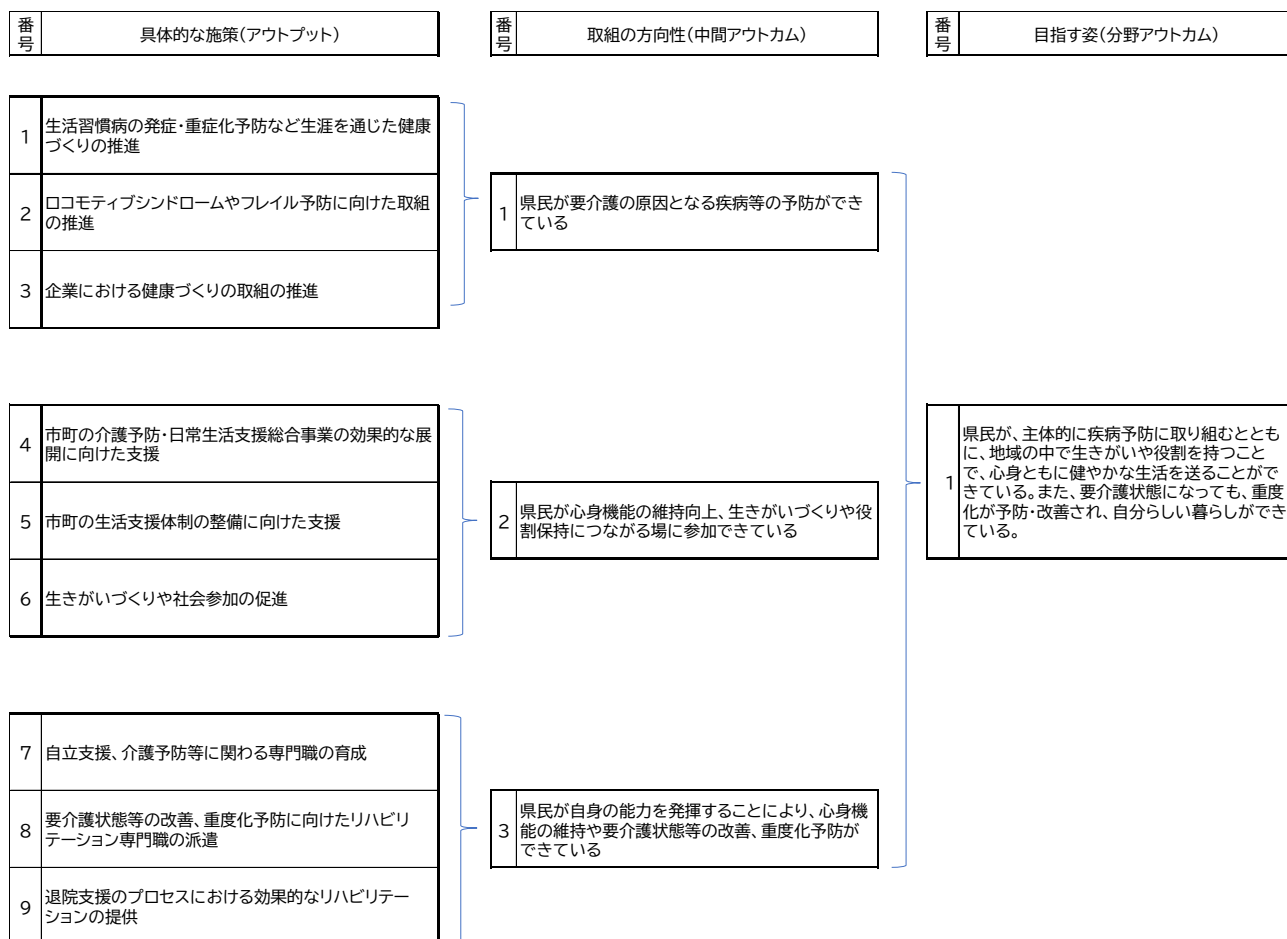 番号
具体的な施策(アウトプット)
番号
取組の方向性(中間アウトカム)
番号
目指す姿(分野アウトカム)
1
生活習慣病の発症・重症化予防など生涯を通じた健康
づくりの推進
2
ロコモティブシンドロームやフレイル予防に向けた取組
の推進
3
企業における健康づくりの取組の推進
1
県民が要介護の原因となる疾病等の予防ができ
ている
4
市町の介護予防・日常生活支援総合事業の効果的な展
開に向けた支援
5
市町の生活支援体制の整備に向けた支援
6
生きがいづくりや社会参加の促進
2
県民が心身機能の維持向上、生きがいづくりや役
割保持につながる場に参加できている
1
県民が、主体的に疾病予防に取り組むととも
に、地域の中で生きがいや役割を持つこと
で、心身ともに健やかな生活を送ることがで
きている。また、要介護状態になっても、重度
化が予防・改善され、自分らしい暮らしができ
ている。
7
自立支援、介護予防等に関わる専門職の育成
8
要介護状態等の改善、重度化予防に向けたリハビリ
テーション専門職の派遣
9
退院支援のプロセスにおける効果的なリハビリテー
ションの提供
3
県民が自身の能力を発揮することにより、心身機
能の維持や要介護状態等の改善、重度化予防が
できている